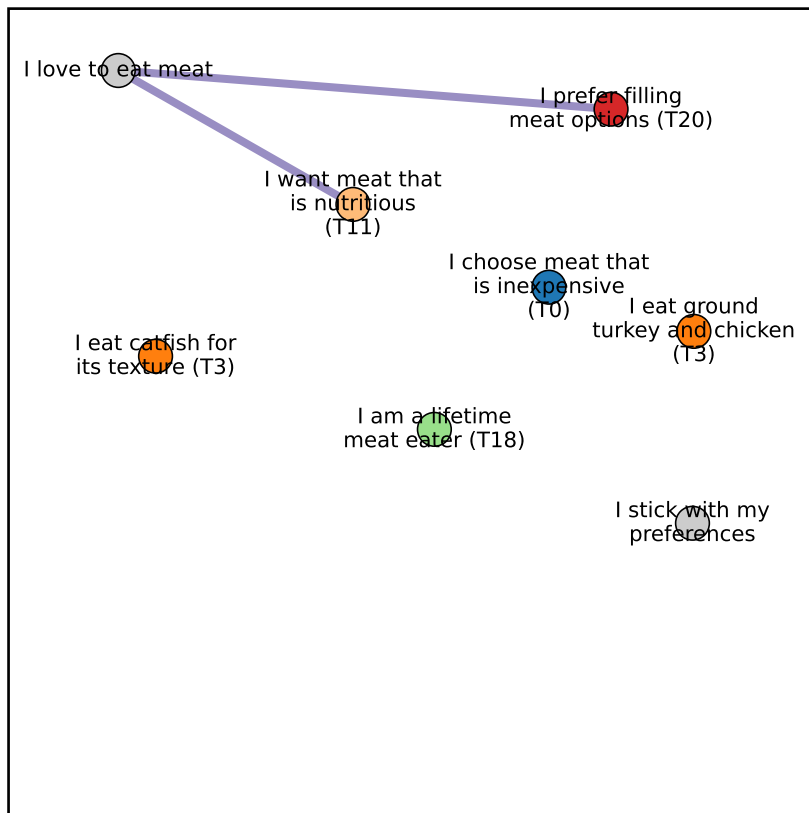 I love to eat meat
I prefer filling
meat options (T20)
I want meat that
is nutritious
(T11)
I choose meat that
is inexpensive
(T0)
I eat ground
turkey and chicken
(T3)
I eat catfish for
its texture (T3)
I am a lifetime
meat eater (T18)
I stick with my
preferences